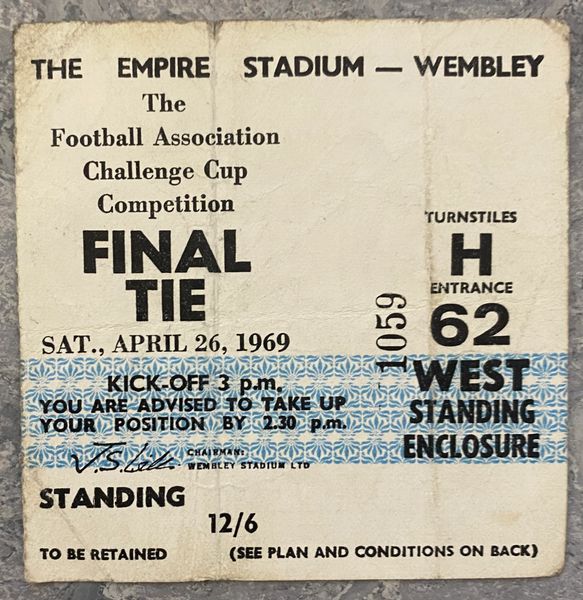 THE EMPIRE STADIUM — WEMBLEY
The
Football Association
Challenge Cup
Competition
FINAL
TIE
SAT., APRIL 26, 1969
KICK-OFF 3 p.m.
YOU ARE ADVISED TO TAKE UP
YOUR POSITION BY 2.30 p.m.
CHAIRMAN:
WEMBLEY STADIUM LTD
STANDING
12/6
TO BE RETAINED
(SEE PLAN AND CONDITIONS ON BACK)
1059
TURNSTILES
H
ENTRANCE
62
WEST
STANDING
ENCLOSURE